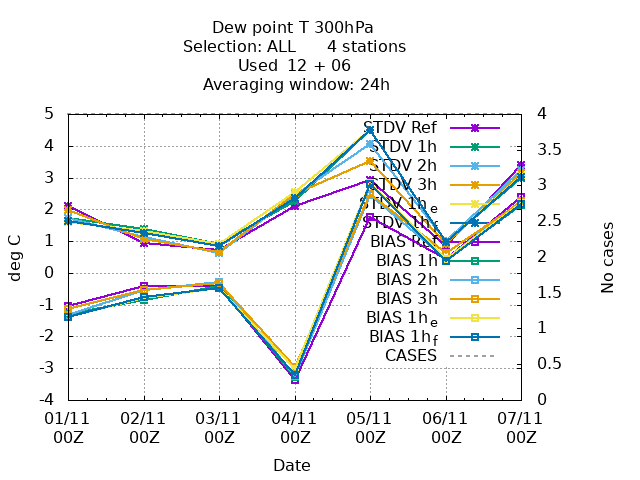 Dew point T 300hPa
Selection: ALL 4 stations
Used 12 + 06
Averaging window: 24h
5
4
3
2
1
0
-1
-2
-3
-4
deg C
STDV Ref
STDV 1h
STDV 2h
STDV 3h
STDV 1h e
STDV 1h f
BIAS Ref
BIAS 1h
BIAS 2h
BIAS 3h
BIAS 1h e
BIAS 1h f
CASES
4
3.5
3
2.5
2
1.5
1
0.5
0
No cases
01/11 02/11 03/11 04/11 05/11 06/11 07/11
00Z 00Z 00Z 00Z 00Z 00Z 00Z
Date